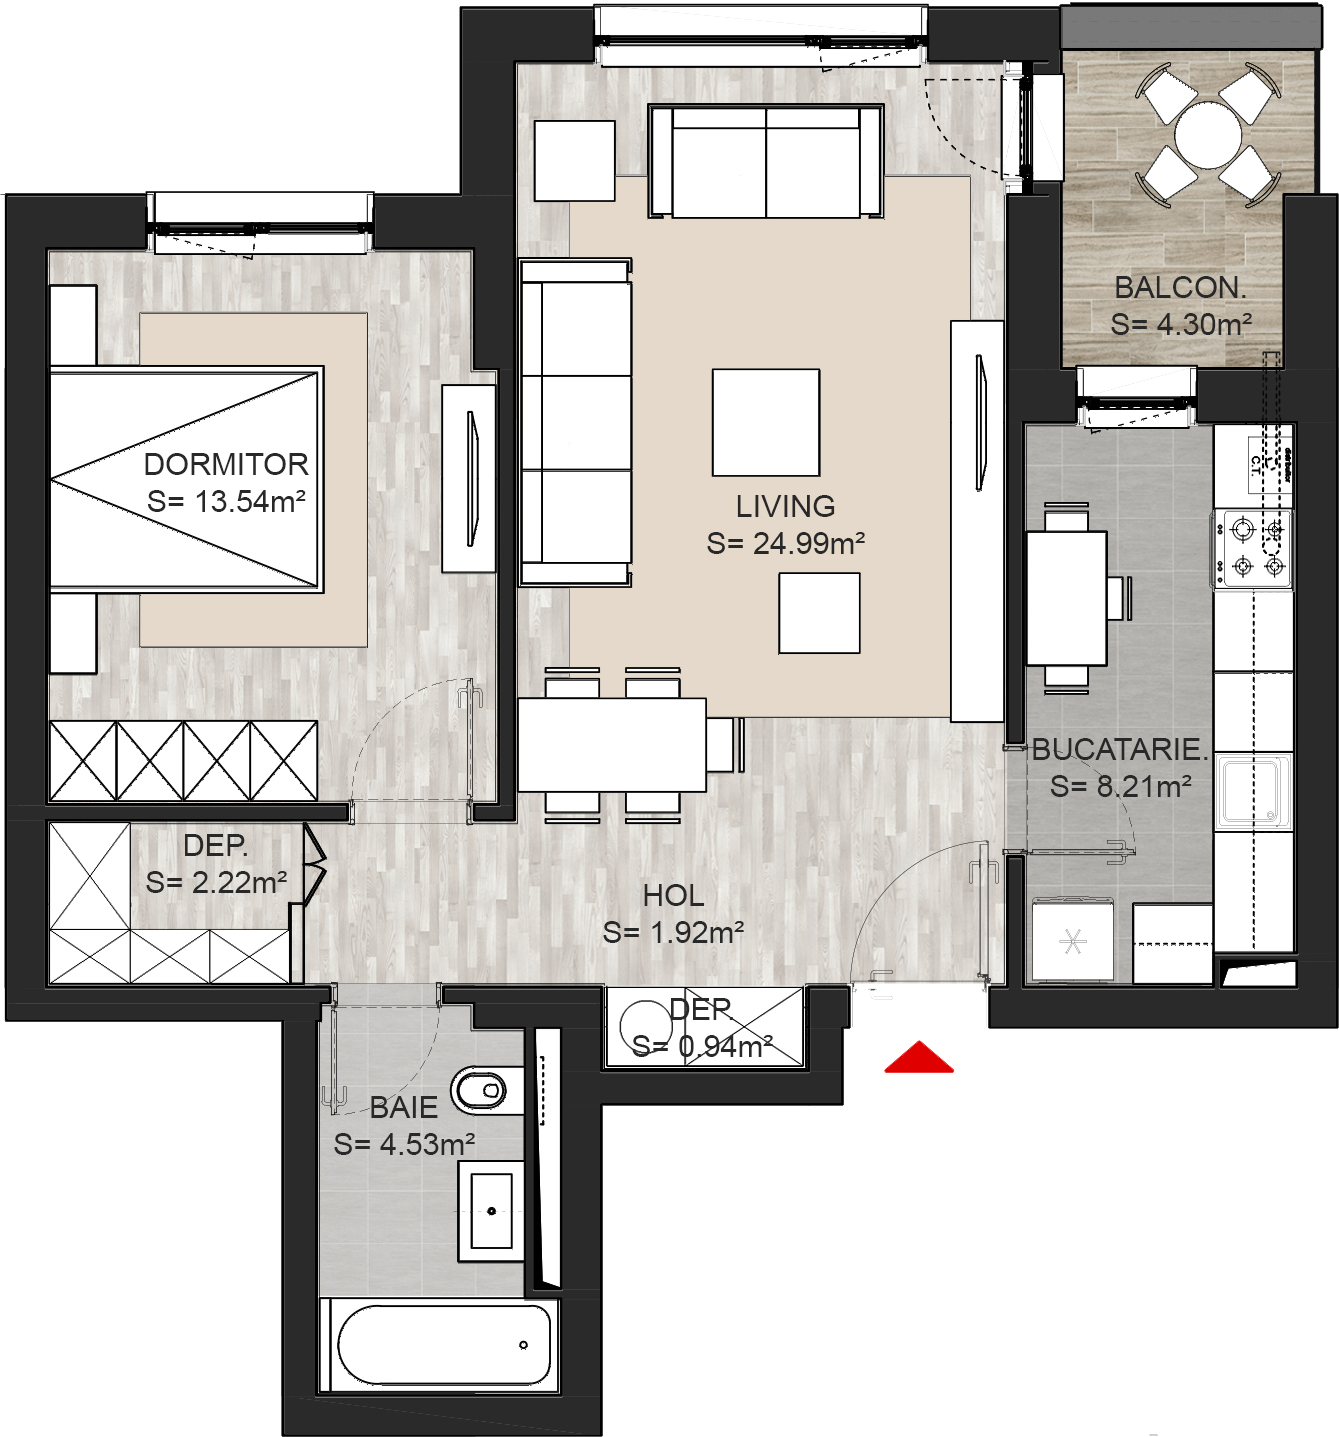 BALCON.
S= 4.30m²
DORMITOR
S= 13.54m²
LIVING
S= 24.99m²
C.T.
BUCATARIE.
S= 8.21m²
DEP.
S= 2.22m²
HOL
S= 1.92m²
DEP.
S= 0.94m²
BAIE
S= 4.53m²